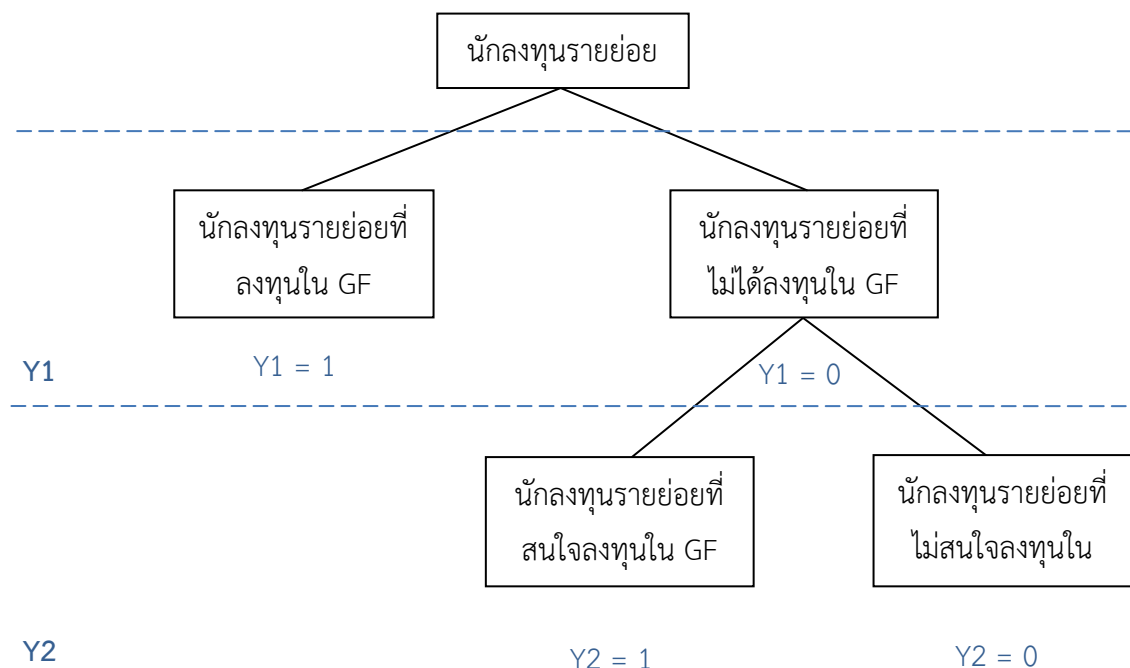 นักลงทุนรายย่อย
นักลงทุนรายย่อยที่
ลงทุนใน GF
นักลงทุนรายย่อยที่
ไม่ได้ลงทุนใน GF
Y1
Y1 = 1
Y1 = 0
นักลงทุนรายย่อยที่
สนใจลงทุนใน GF
นักลงทุนรายย่อยที่
ไม่สนใจลงทุนใน
Y2
Y2 = 1
Y2 = 0